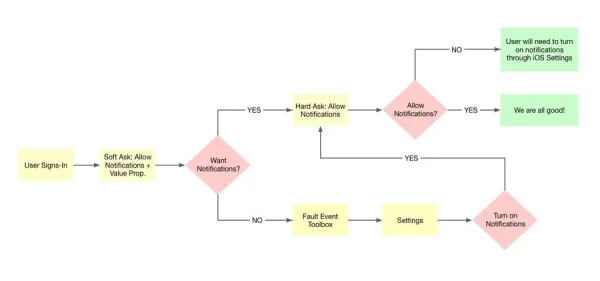 User Signs-In
Soft Ask: Allow
Notifications +
Value Prop.
Want
Notifications?
YES
Hard Ask: Allow
Notifications
Allow
Notifications?
NO
User will need to turn
on notifications
through iOS Settings
YES
We are all good!
NO
Fault Event
Toolbox
Settings
Turn on
Notifications
YES